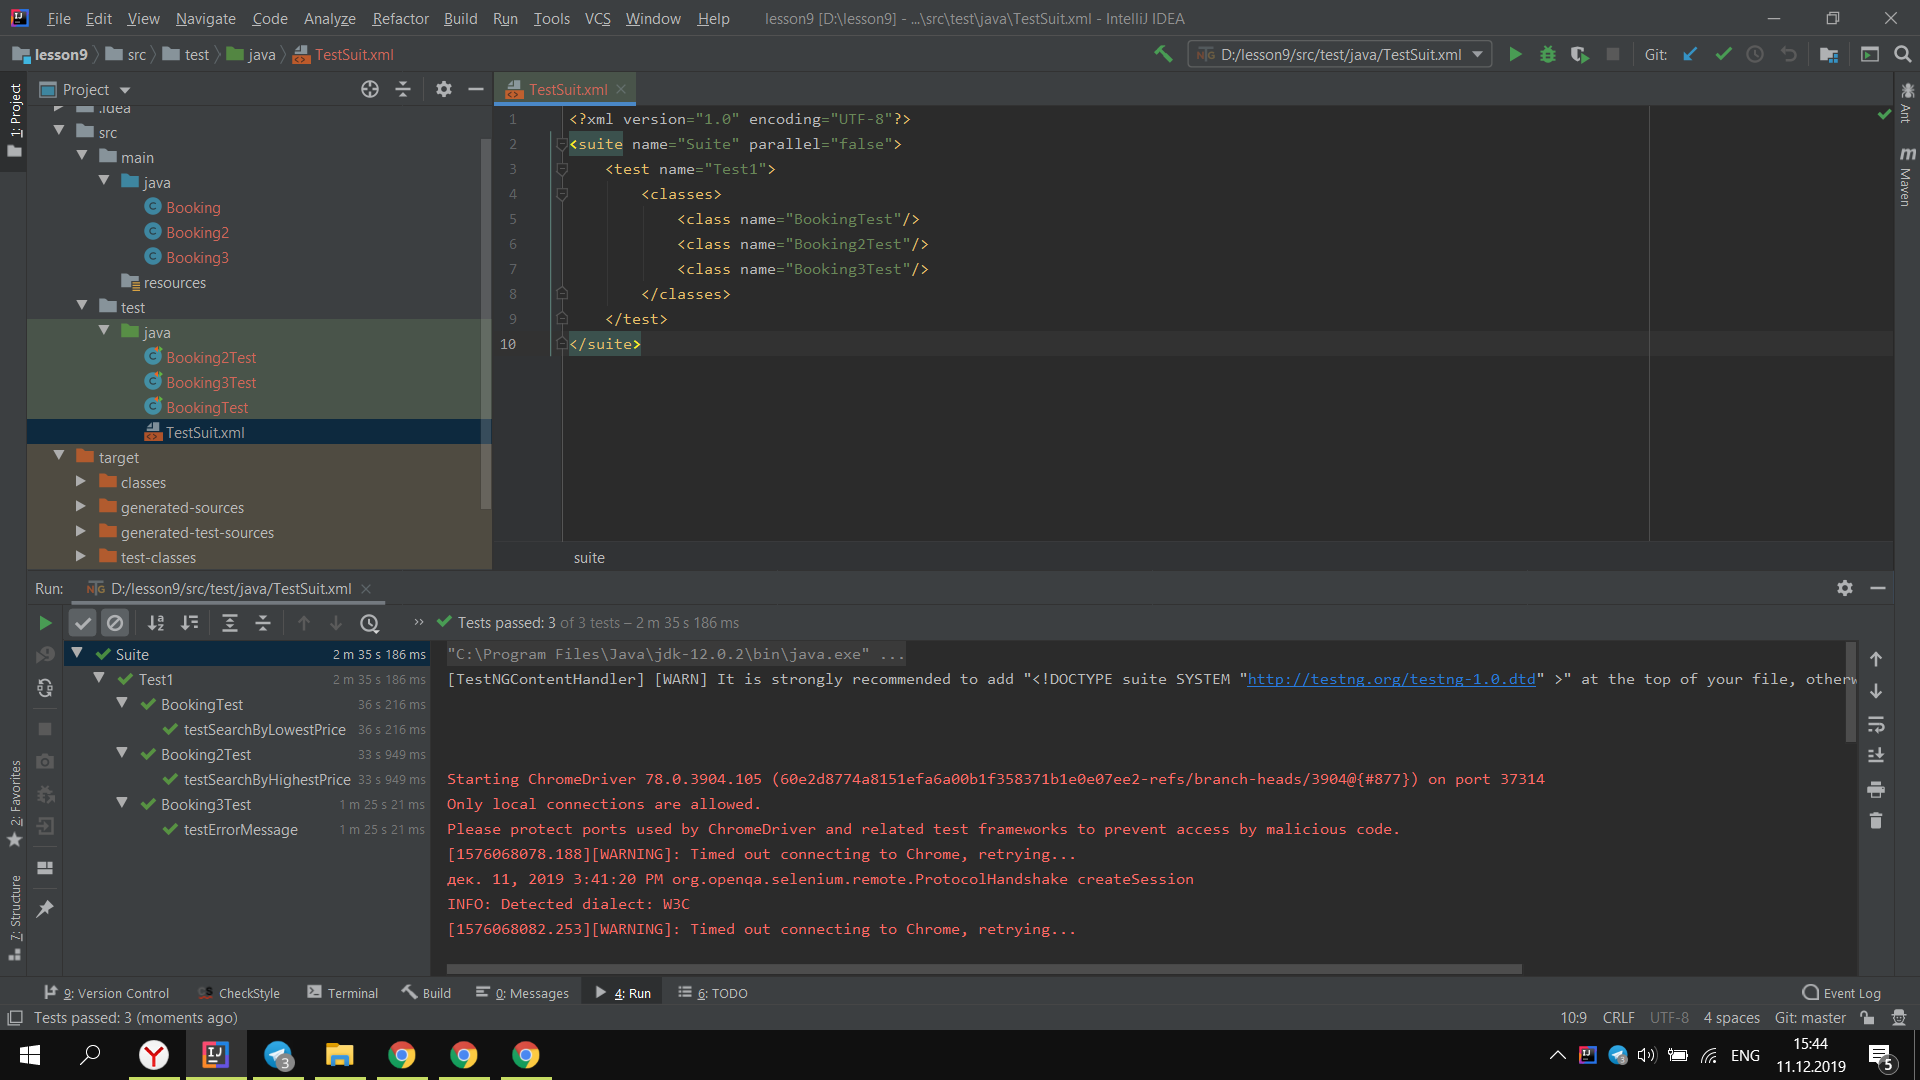 File Edit View Navigate Code Analyze Refactor Build Run Tools VCS Window Help lesson9 [D:\lesson9] - ...\src\test\java\TestSuit.xml - IntelliJ IDEA
lesson9 src test java TestSuit.xml D:/lesson9/src/test/java/TestSuit.xml Git:
1: Project
Project
.idea
src
main
java
Booking
Booking2
Booking3
resources
test
java
Booking2Test
Booking3Test
BookingTest
TestSuit.xml
target
classes
generated-sources
generated-test-sources
test-classes
TestSuit.xml
1 <?xml version="1.0" encoding="UTF-8"?>
2 <suite name="Suite" parallel="false">
3 <test name="Test1">
4 <classes>
5 <class name="BookingTest"/>
6 <class name="Booking2Test"/>
7 <class name="Booking3Test"/>
8 </classes>
9 </test>
10 </suite>
suite
Ant
m Maven
Run: D:/lesson9/src/test/java/TestSuit.xml
Tests passed: 3 of 3 tests – 2 m 35 s 186 ms
Suite 2 m 35 s 186 ms
Test1 2 m 35 s 186 ms
BookingTest 36 s 216 ms
testSearchByLowestPrice 36 s 216 ms
Booking2Test 33 s 949 ms
testSearchByHighestPrice 33 s 949 ms
Booking3Test 1 m 25 s 21 ms
testErrorMessage 1 m 25 s 21 ms
"C:\Program Files\Java\jdk-12.0.2\bin\java.exe" ...
[TestNGContentHandler] [WARN] It is strongly recommended to add "<!DOCTYPE suite SYSTEM "http://testng.org/testng-1.0.dtd" >" at the top of your file, otherw
Starting ChromeDriver 78.0.3904.105 (60e2d8774a8151efa6a00b1f358371b1e0e07ee2-refs/branch-heads/3904@{#877}) on port 37314
Only local connections are allowed.
Please protect ports used by ChromeDriver and related test frameworks to prevent access by malicious code.
[1576068078.188][WARNING]: Timed out connecting to Chrome, retrying...
дек. 11, 2019 3:41:20 PM org.openqa.selenium.remote.ProtocolHandshake createSession
INFO: Detected dialect: W3C
[1576068082.253][WARNING]: Timed out connecting to Chrome, retrying...
2: Favorites
7: Structure
9: Version Control CheckStyle Terminal Build 0: Messages 4: Run 6: TODO Event Log
Tests passed: 3 (moments ago) 10:9 CRLF UTF-8 4 spaces Git: master
3 ENG 15:44
11.12.2019 5